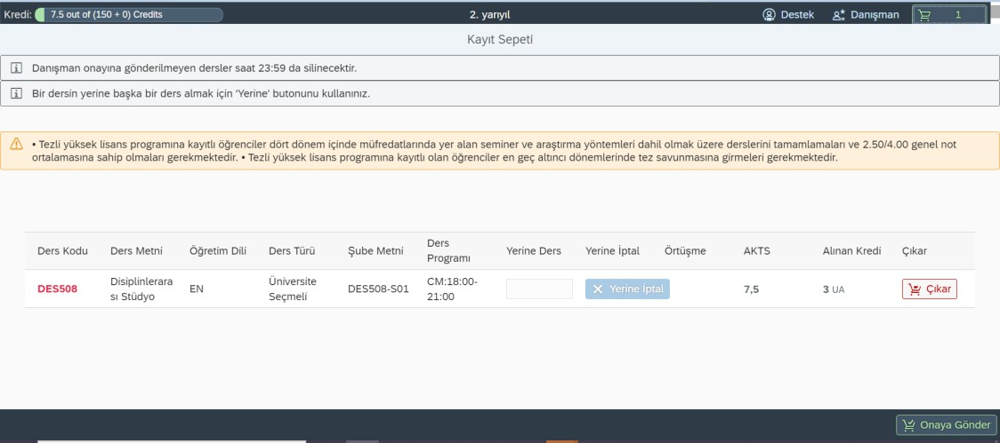 Kredi: 7.5 out of (150 + 0) Credits 2. yarıyıl Destek Danışman 1
Kayıt Sepeti
Danışman onayına gönderilmeyen dersler saat 23:59 da silinecektir.
Bir dersin yerine başka bir ders almak için 'Yerine' butonunu kullanınız.
• Tezli yüksek lisans programına kayıtlı öğrenciler dört dönem içinde müfredatlarında yer alan seminer ve araştırma yöntemleri dahil olmak üzere derslerini tamamlamaları ve 2.50/4.00 genel not
ortalamasına sahip olmaları gerekmektedir. • Tezli yüksek lisans programına kayıtlı olan öğrenciler en geç altıncı dönemlerinde tez savunmasına girmeleri gerekmektedir.
Ders Kodu Ders Metni Öğretim Dili Ders Türü Şube Metni Ders Yerine Ders Yerine İptal Örtüşme AKTS Alınan Kredi Çıkar
Programı
DES508 Disiplinlerara EN Üniversite DES508-S01 CM:18:00- Yerine İptal 7,5 3 UA Çıkar
sı Stüdyo Seçmeli 21:00
Onaya Gönder